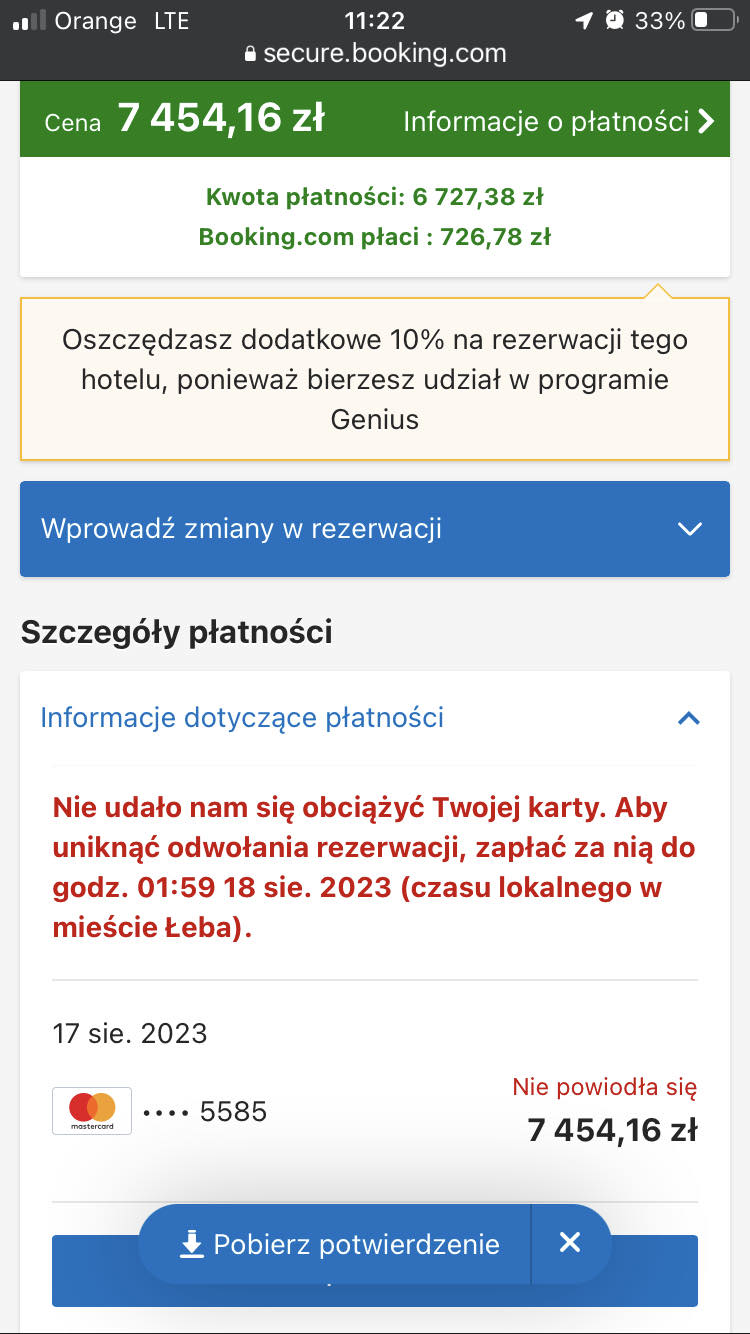 Orange LTE 11:22 33%
secure.booking.com
Cena 7 454,16 zł Informacje o płatności
Kwota płatności: 6 727,38 zł
Booking.com płaci : 726,78 zł
Oszczędzasz dodatkowe 10% na rezerwacji tego
hotelu, ponieważ bierzesz udział w programie
Genius
Wprowadź zmiany w rezerwacji
Szczegóły płatności
Informacje dotyczące płatności
Nie udało nam się obciążyć Twojej karty. Aby
uniknąć odwołania rezerwacji, zapłać za nią do
godz. 01:59 18 sie. 2023 (czasu lokalnego w
mieście Łeba).
17 sie. 2023
Nie powiodła się
mastercard •••• 5585
7 454,16 zł
Pobierz potwierdzenie